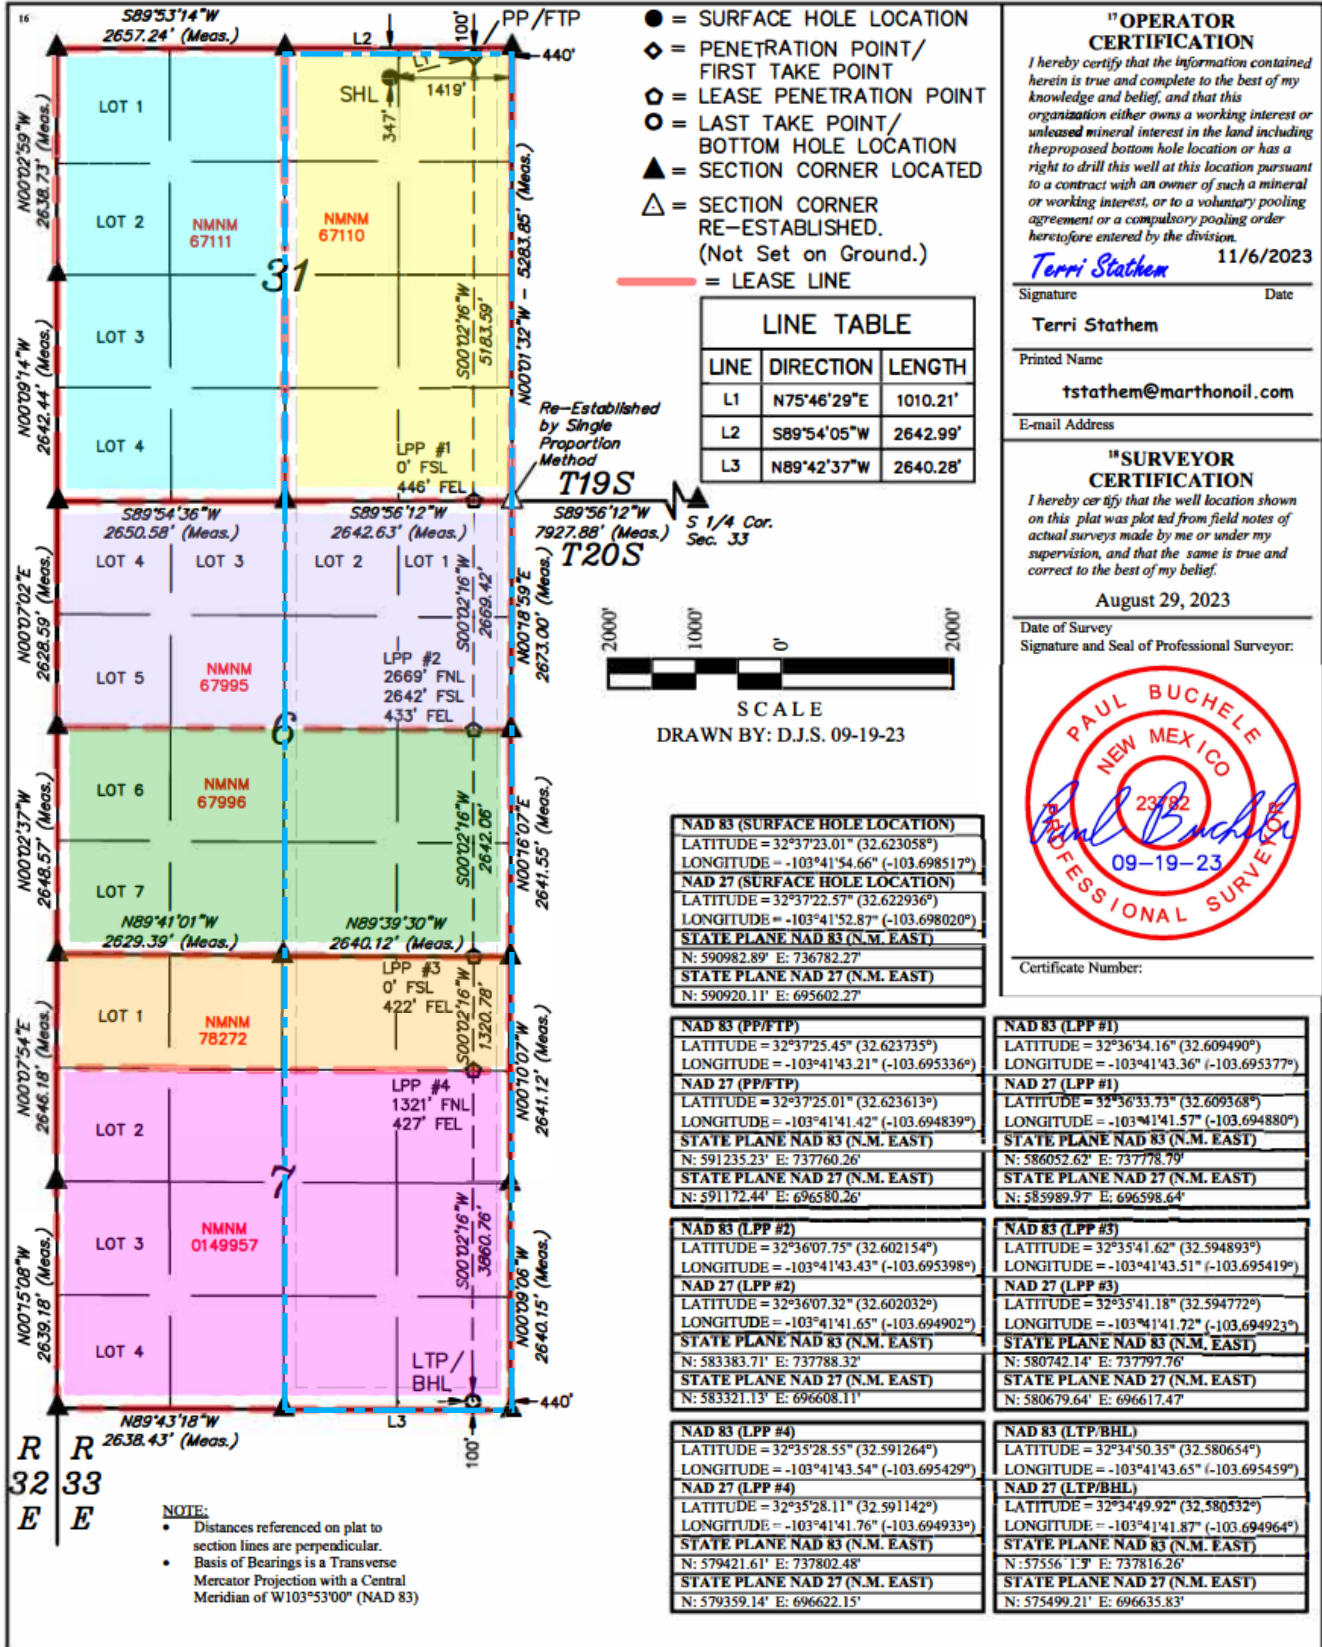 16
S89°53'14"W
2657.24' (Meas.)
L2
100'
PP/FTP
440'
L1
1419'
SHL
347'
LOT 1
LOT 2
NMNM
67111
NMNM
67110
31
LOT 3
LOT 4
N00°02'59"W
2638.73' (Meas.)
N00°09'14"W
2642.44' (Meas.)
S00°02'16"W
5183.59'
N00°01'32"W - 5283.85' (Meas.)
LPP #1
0' FSL
446' FEL
Re-Established
by Single
Proportion
Method
T19S
S89°56'12"W
7927.88' (Meas.)
T20S
S 1/4 Cor.
Sec. 33
S89°54'36"W
2650.58' (Meas.)
S89°56'12"W
2642.63' (Meas.)
LOT 4
LOT 3
LOT 2
LOT 1
N00°07'02"E
2628.59' (Meas.)
S00°02'16"W
2669.42'
N00°18'59"E
2673.00' (Meas.)
LOT 5
NMNM
67995
LPP #2
2669' FNL
2642' FSL
433' FEL
6
LOT 6
NMNM
67996
LOT 7
N00°02'37"W
2648.57' (Meas.)
S00°02'16"W
2642.06'
N00°16'07"E
2641.55' (Meas.)
N89°41'01"W
2629.39' (Meas.)
N89°39'30"W
2640.12' (Meas.)
LPP #3
0' FSL
422' FEL
LOT 1
NMNM
78272
N00°07'54"E
2646.18' (Meas.)
S00°02'16"W
1320.78'
N00°10'07"W
2641.12' (Meas.)
LPP #4
1321' FNL
427' FEL
LOT 2
7
LOT 3
NMNM
0149957
LOT 4
N00°15'08"W
2639.18' (Meas.)
S00°02'16"W
3860.76'
N00°09'06"W
2640.15' (Meas.)
LTP/
BHL
440'
L3
100'
N89°43'18"W
2638.43' (Meas.)
R R
32 33
E E
NOTE:
• Distances referenced on plat to
section lines are perpendicular.
• Basis of Bearings is a Transverse
Mercator Projection with a Central
Meridian of W103°53'00" (NAD 83)
= SURFACE HOLE LOCATION
= PENETRATION POINT/
FIRST TAKE POINT
= LEASE PENETRATION POINT
= LAST TAKE POINT/
BOTTOM HOLE LOCATION
= SECTION CORNER LOCATED
= SECTION CORNER
RE-ESTABLISHED.
(Not Set on Ground.)
= LEASE LINE
LINE TABLE
LINE DIRECTION LENGTH
L1 N75°46'29"E 1010.21'
L2 S89°54'05"W 2642.99'
L3 N89°42'37"W 2640.28'
2000' 1000' 0' 2000'
SCALE
DRAWN BY: D.J.S. 09-19-23
17 OPERATOR
CERTIFICATION
I hereby certify that the information contained
herein is true and complete to the best of my
knowledge and belief, and that this
organization either owns a working interest or
unleased mineral interest in the land including
theproposed bottom hole location or has a
right to drill this well at this location pursuant
to a contract with an owner of such a mineral
or working interest, or to a voluntary pooling
agreement or a compulsory pooling order
heretofore entered by the division.
Terri Stathem 11/6/2023
Signature Date
Terri Stathem
Printed Name
tstathem@marthonoil.com
E-mail Address
18 SURVEYOR
CERTIFICATION
I hereby certify that the well location shown
on this plat was plotted from field notes of
actual surveys made by me or under my
supervision, and that the same is true and
correct to the best of my belief.
August 29, 2023
Date of Survey
Signature and Seal of Professional Surveyor:
PAUL BUCHELE
NEW MEXICO
23782
Paul Buchele
09-19-23
PROFESSIONAL SURVEYOR
Certificate Number:
NAD 83 (SURFACE HOLE LOCATION)
LATITUDE = 32°37'23.01" (32.623058°)
LONGITUDE = -103°41'54.66" (-103.698517°)
NAD 27 (SURFACE HOLE LOCATION)
LATITUDE = 32°37'22.57" (32.622936°)
LONGITUDE = -103°41'52.87" (-103.698020°)
STATE PLANE NAD 83 (N.M. EAST)
N: 590982.89' E: 736782.27'
STATE PLANE NAD 27 (N.M. EAST)
N: 590920.11' E: 695602.27'
NAD 83 (PP/FTP)
LATITUDE = 32°37'25.45" (32.623735°)
LONGITUDE = -103°41'43.21" (-103.695336°)
NAD 27 (PP/FTP)
LATITUDE = 32°37'25.01" (32.623613°)
LONGITUDE = -103°41'41.42" (-103.694839°)
STATE PLANE NAD 83 (N.M. EAST)
N: 591235.23' E: 737760.26'
STATE PLANE NAD 27 (N.M. EAST)
N: 591172.44' E: 696580.26'
NAD 83 (LPP #1)
LATITUDE = 32°36'34.16" (32.609490°)
LONGITUDE = -103°41'43.36" (-103.695377°)
NAD 27 (LPP #1)
LATITUDE = 32°36'33.73" (32.609368°)
LONGITUDE = -103°41'41.57" (-103.694880°)
STATE PLANE NAD 83 (N.M. EAST)
N: 586052.62' E: 737778.79'
STATE PLANE NAD 27 (N.M. EAST)
N: 585989.97' E: 696598.64'
NAD 83 (LPP #2)
LATITUDE = 32°36'07.75" (32.602154°)
LONGITUDE = -103°41'43.43" (-103.695398°)
NAD 27 (LPP #2)
LATITUDE = 32°36'07.32" (32.602032°)
LONGITUDE = -103°41'41.65" (-103.694902°)
STATE PLANE NAD 83 (N.M. EAST)
N: 583383.71' E: 737788.32'
STATE PLANE NAD 27 (N.M. EAST)
N: 583321.13' E: 696608.11'
NAD 83 (LPP #3)
LATITUDE = 32°35'41.62" (32.594893°)
LONGITUDE = -103°41'43.51" (-103.695419°)
NAD 27 (LPP #3)
LATITUDE = 32°35'41.18" (32.594772°)
LONGITUDE = -103°41'41.72" (-103.694923°)
STATE PLANE NAD 83 (N.M. EAST)
N: 580742.14' E: 737797.76'
STATE PLANE NAD 27 (N.M. EAST)
N: 580679.64' E: 696617.47'
NAD 83 (LPP #4)
LATITUDE = 32°35'28.55" (32.591264°)
LONGITUDE = -103°41'43.54" (-103.695429°)
NAD 27 (LPP #4)
LATITUDE = 32°35'28.11" (32.591142°)
LONGITUDE = -103°41'41.76" (-103.694933°)
STATE PLANE NAD 83 (N.M. EAST)
N: 579421.61' E: 737802.48'
STATE PLANE NAD 27 (N.M. EAST)
N: 579359.14' E: 696622.15'
NAD 83 (LTP/BHL)
LATITUDE = 32°34'50.35" (32.580654°)
LONGITUDE = -103°41'43.65" (-103.695459°)
NAD 27 (LTP/BHL)
LATITUDE = 32°34'49.92" (32.580532°)
LONGITUDE = -103°41'41.87" (-103.694964°)
STATE PLANE NAD 83 (N.M. EAST)
E: 737816.26'
STATE PLANE NAD 27 (N.M. EAST)
N: 575499.21' E: 696635.83'